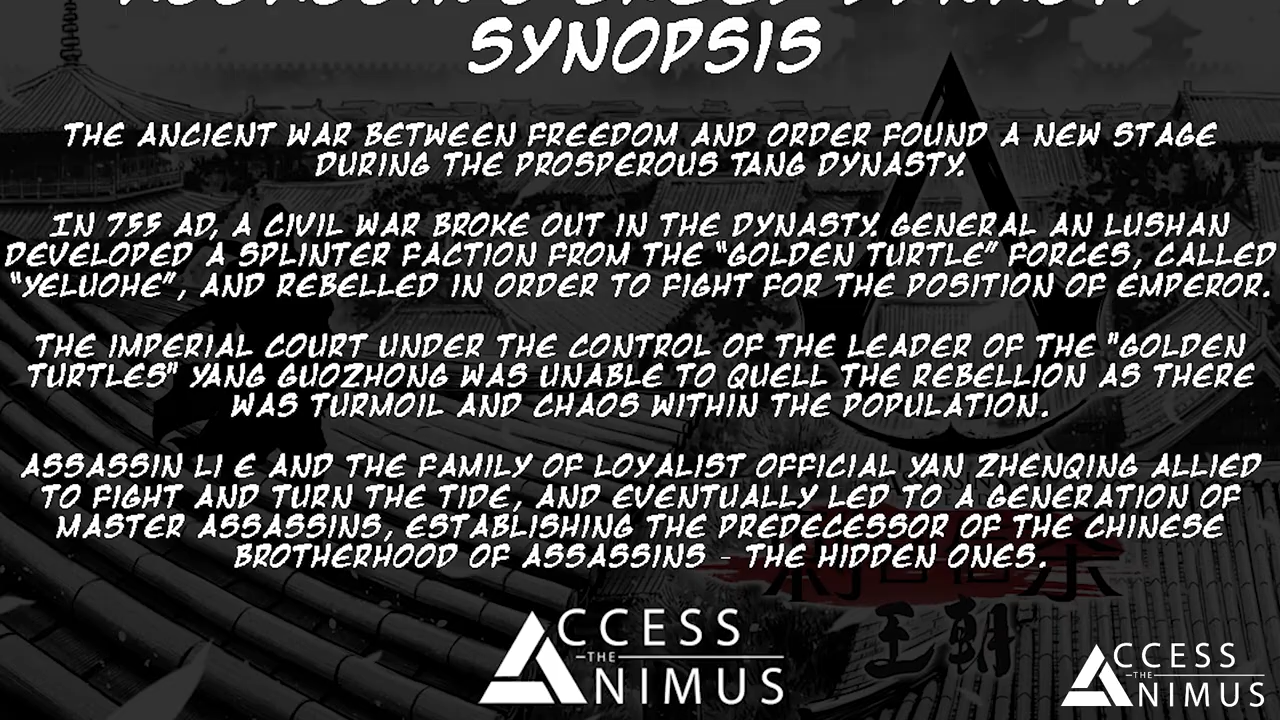 SYNOPSIS
THE ANCIENT WAR BETWEEN FREEDOM AND ORDER FOUND A NEW STAGE
DURING THE PROSPEROUS TANG DYNASTY.
IN 755 AD, A CIVIL WAR BROKE OUT IN THE DYNASTY. GENERAL AN LUSHAN
DEVELOPED A SPLINTER FACTION FROM THE "GOLDEN TURTLE" FORCES, CALLED
"YELUOHE", AND REBELLED IN ORDER TO FIGHT FOR THE POSITION OF EMPEROR.
THE IMPERIAL COURT UNDER THE CONTROL OF THE LEADER OF THE "GOLDEN
TURTLES" YANG GUOZHONG WAS UNABLE TO QUELL THE REBELLION AS THERE
WAS TURMOIL AND CHAOS WITHIN THE POPULATION.
ASSASSIN LI E AND THE FAMILY OF LOYALIST OFFICIAL YAN ZHENQING ALLIED
TO FIGHT AND TURN THE TIDE, AND EVENTUALLY LED TO A GENERATION OF
MASTER ASSASSINS, ESTABLISHING THE PREDECESSOR OF THE CHINESE
BROTHERHOOD OF ASSASSINS - THE HIDDEN ONES.
王朝
ACCESS
THE
ANIMUS
ACCESS
THE
ANIMUS